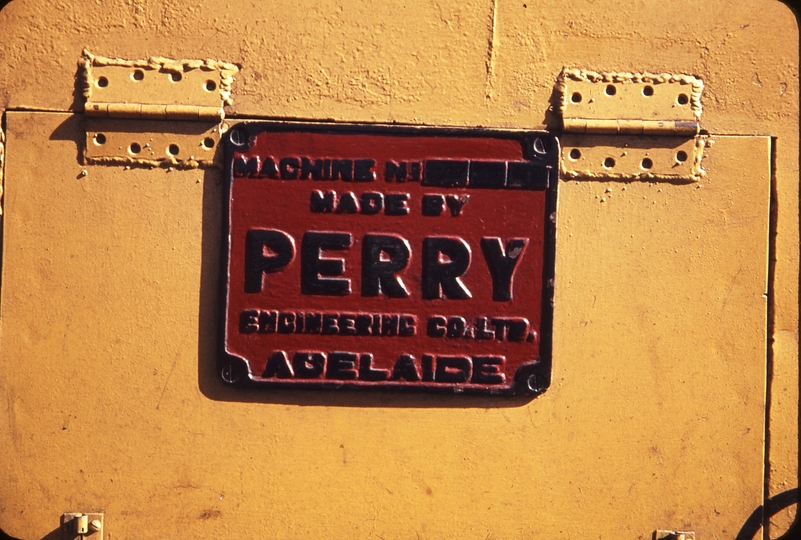 MACHINE No
MADE BY
PERRY
ENGINEERING CO. LTD.
ADELAIDE